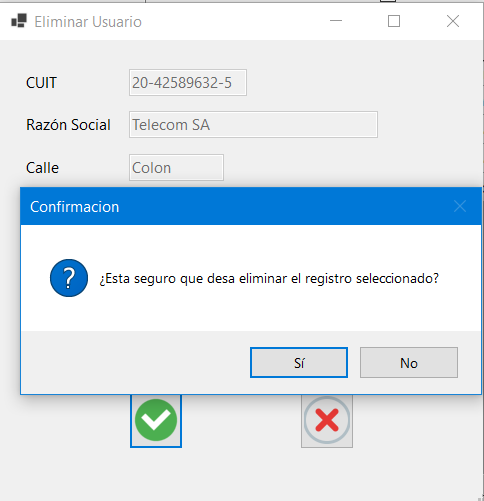 Eliminar Usuario
CUIT 20-42589632-5
Razón Social Telecom SA
Calle Colon
Confirmacion
¿Esta seguro que desa eliminar el registro seleccionado?
Sí No